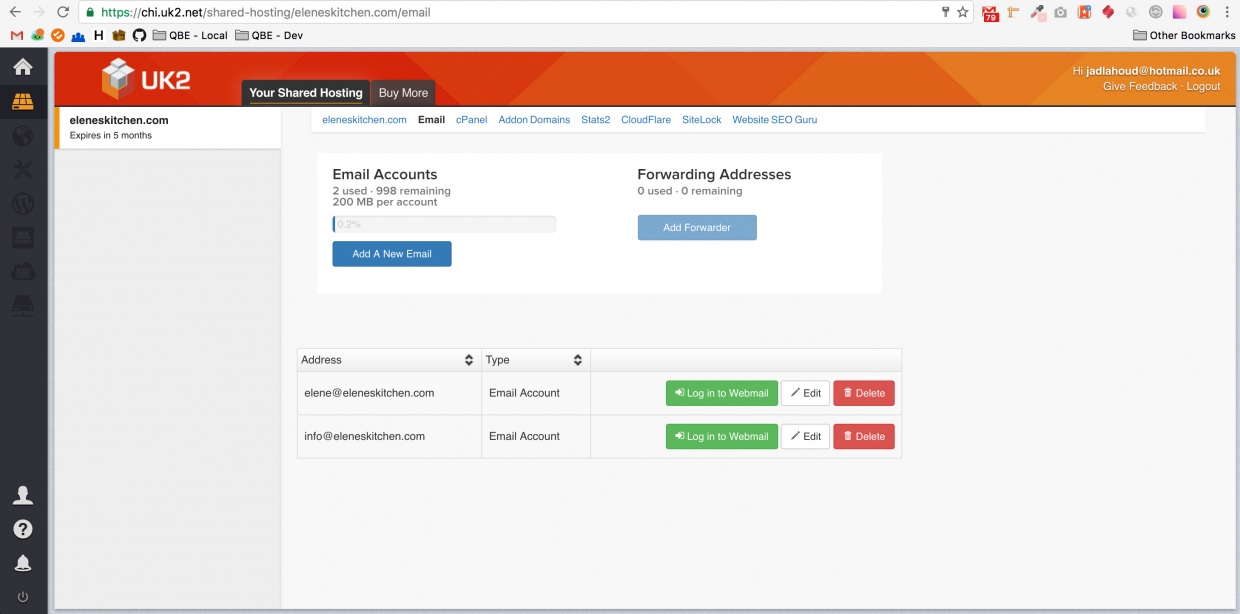 https://chi.uk2.net/shared-hosting/eleneskitchen.com/email
79
H
QBE - Local
QBE - Dev
Other Bookmarks
UK2
Your Shared Hosting
Buy More
Hi jadlahoud@hotmail.co.uk
Give Feedback · Logout
eleneskitchen.com
Expires in 5 months
eleneskitchen.com Email cPanel Addon Domains Stats2 CloudFlare SiteLock Website SEO Guru
Email Accounts
2 used · 998 remaining
200 MB per account
0.2%
Add A New Email
Forwarding Addresses
0 used · 0 remaining
Add Forwarder
Address Type
elene@eleneskitchen.com Email Account Log in to Webmail Edit Delete
info@eleneskitchen.com Email Account Log in to Webmail Edit Delete